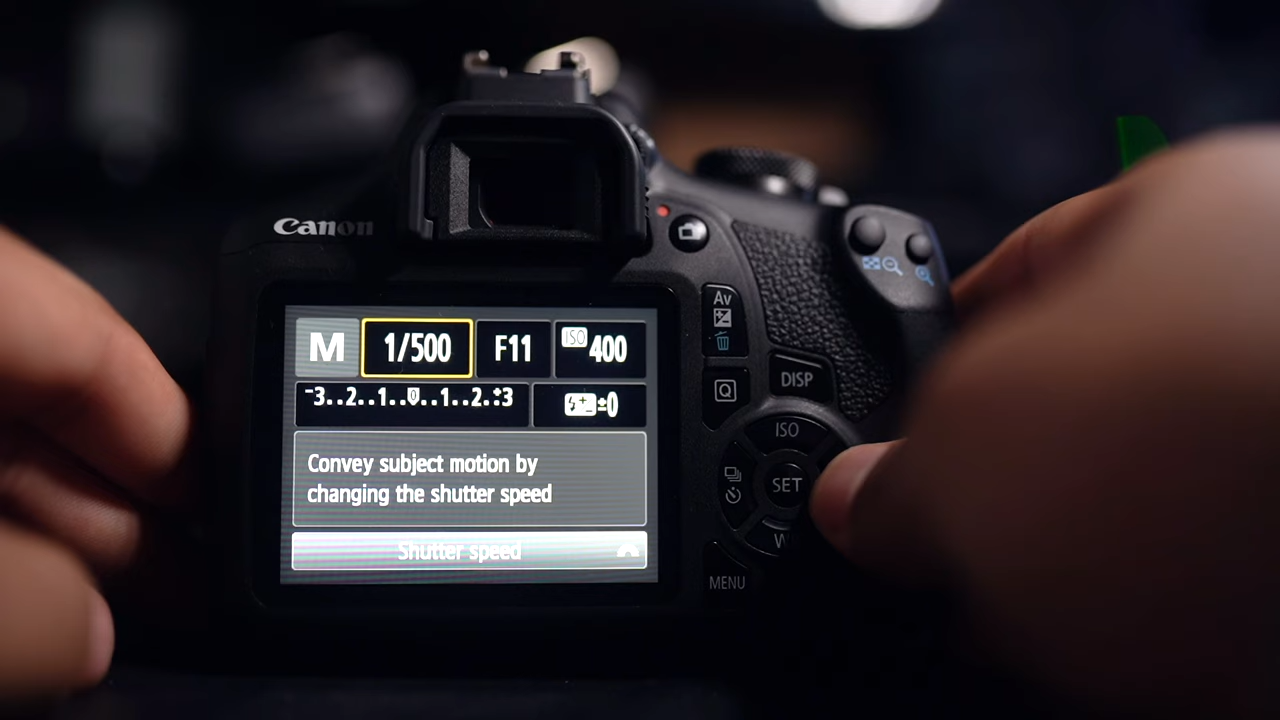 Canon
M 1/500 F11 ISO 400
-3..2..1..0..1..2.:+3 ±0
Convey subject motion by
changing the shutter speed
Shutter speed
Av
Q
DISP
ISO
SET
W
MENU